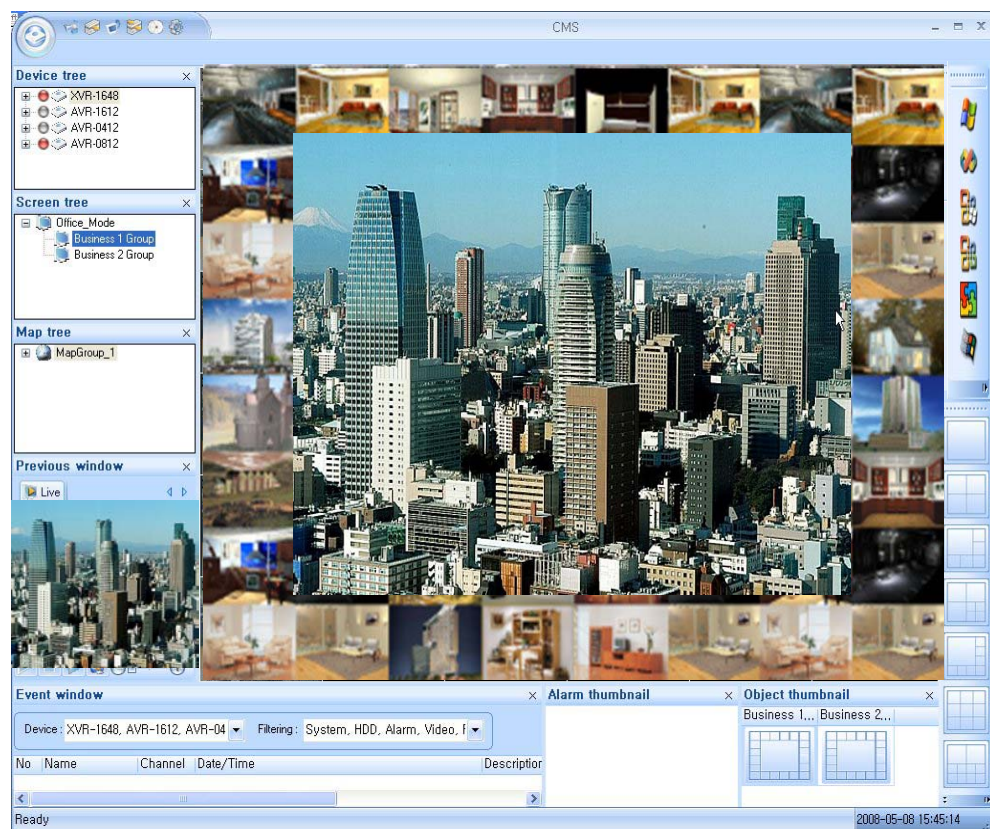 CMS
Device tree
XVR-1648
AVR-1612
AVR-0412
AVR-0812
Screen tree
Office_Mode
Business 1 Group
Business 2 Group
Map tree
MapGroup_1
Previous window
Live
Event window
Device : XVR-1648, AVR-1612, AVR-04
Filtering : System, HDD, Alarm, Video,
No Name Channel Date/Time Description
Alarm thumbnail
Object thumbnail
Business 1... Business 2...
Ready
2008-05-08 15:45:14